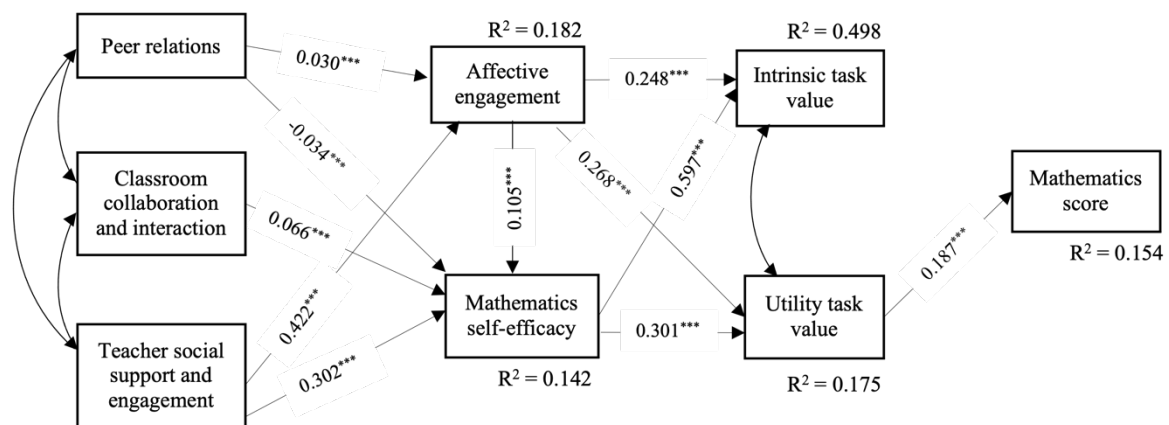 Peer relations
Classroom
collaboration
and interaction
Teacher social
support and
engagement
0.030***
-0.034***
0.066***
0.422***
0.302***
R² = 0.182
Affective
engagement
0.105***
Mathematics
self-efficacy
R² = 0.142
0.248***
0.268***
0.597***
0.301***
R² = 0.498
Intrinsic task
value
Utility task
value
R² = 0.175
0.187***
Mathematics
score
R² = 0.154